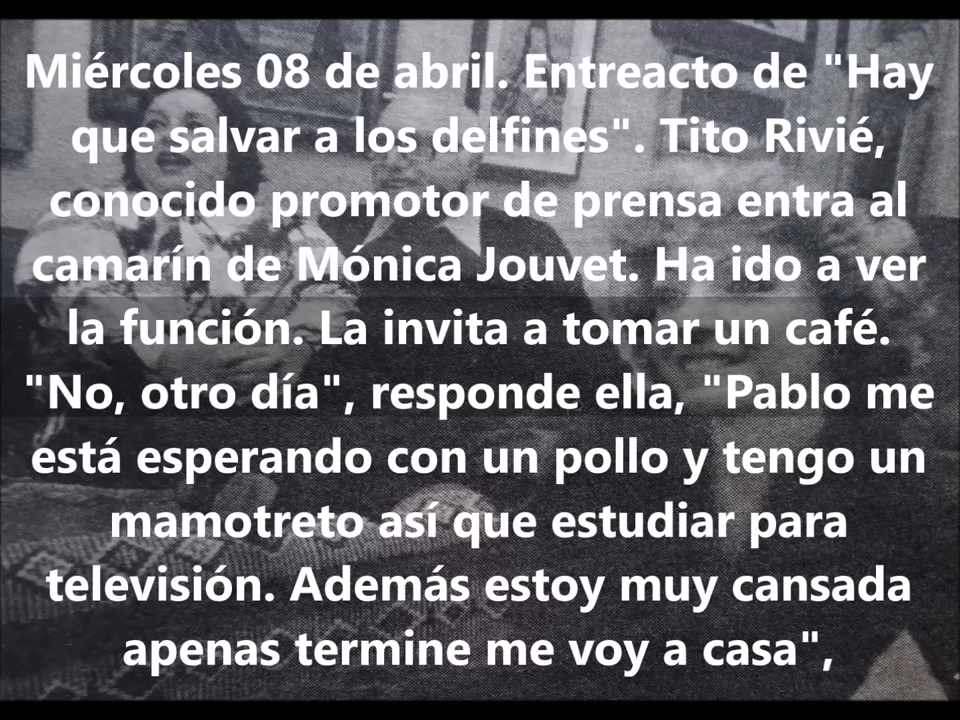 Miércoles 08 de abril. Entreacto de "Hay
que salvar a los delfines". Tito Rivié,
conocido promotor de prensa entra al
camarín de Mónica Jouvet. Ha ido a ver
la función. La invita a tomar un café.
"No, otro día", responde ella, "Pablo me
está esperando con un pollo y tengo un
mamotreto así que estudiar para
televisión. Además estoy muy cansada
apenas termine me voy a casa",